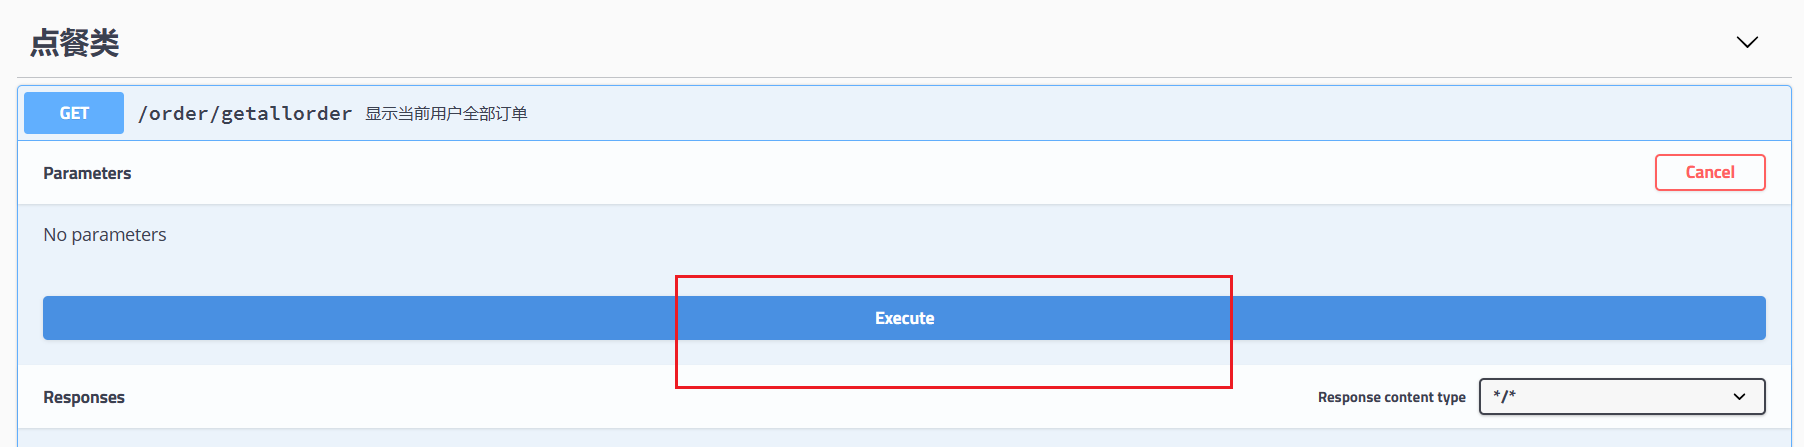 点餐类
GET /order/getallorder 显示当前用户全部订单
Parameters Cancel
No parameters
Execute
Responses Response content type */*